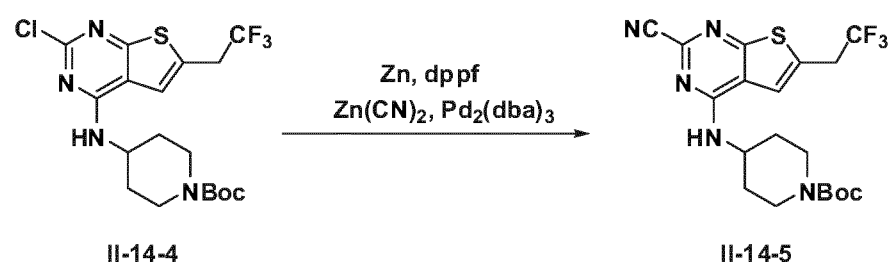 Cl N S CF3
N
HN
NBoc
II-14-4
Zn, dppf
Zn(CN)2, Pd2(dba)3
NC N S CF3
N
HN
NBoc
II-14-5